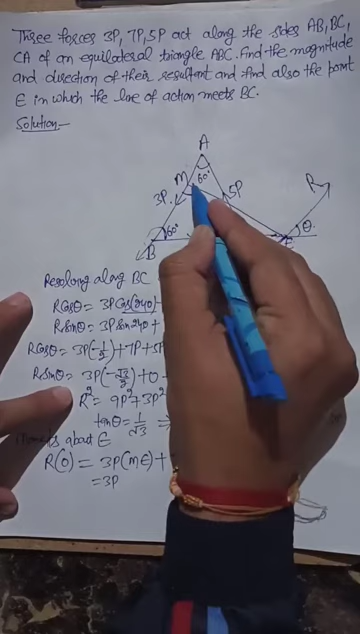 Three forces 3P, 7P, 5P act along the sides AB, BC,
CA of an equilateral triangle ABC. Find the magnitude
and direction of their resultant and find also the point
E in which the line of action meets BC.
Solution—
A
M 60°
3P 5P R
60° θ
B E
Resolving along BC
Rcosθ = 3Pcos(240)
Rsinθ = 3P sin240 +
Rcosθ = 3P(-1/2) + 7P + 5P
Rsinθ = 3P(-√3/2) + 0
R² = 9P² + 3P²
tanθ = 1/√3 ⇒
about E
R(0) = 3P(ME) +
= 3P